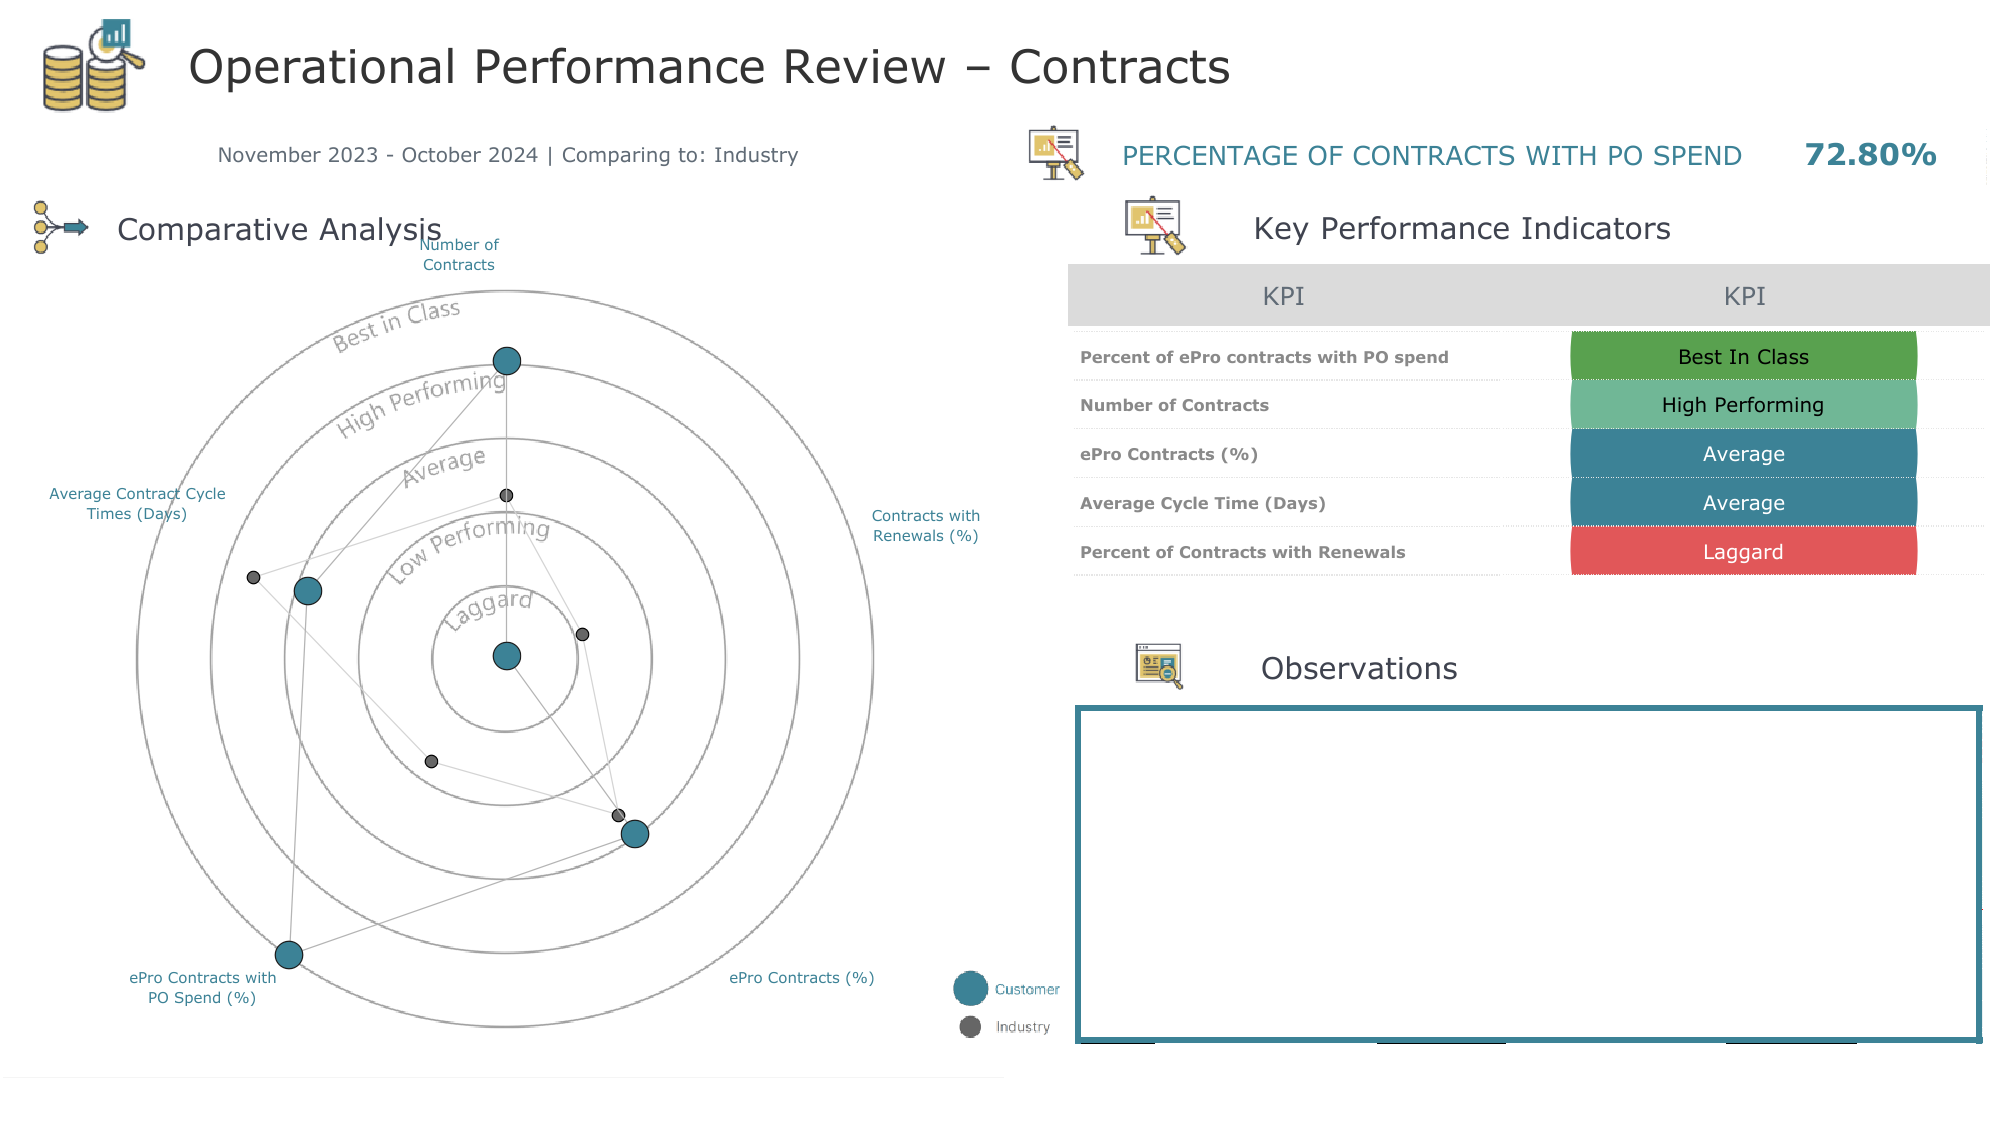 Operational Performance Review – Contracts
November 2023 - October 2024 | Comparing to: Industry
PERCENTAGE OF CONTRACTS WITH PO SPEND 72.80%
Comparative Analysis
Number of
Contracts
Best in Class
High Performing
Average
Low Performing
Laggard
Average Contract Cycle
Times (Days)
Contracts with
Renewals (%)
ePro Contracts with
PO Spend (%)
ePro Contracts (%)
Customer
Industry
Key Performance Indicators
KPI KPI
Percent of ePro contracts with PO spend Best In Class
Number of Contracts High Performing
ePro Contracts (%) Average
Average Cycle Time (Days) Average
Percent of Contracts with Renewals Laggard
Observations